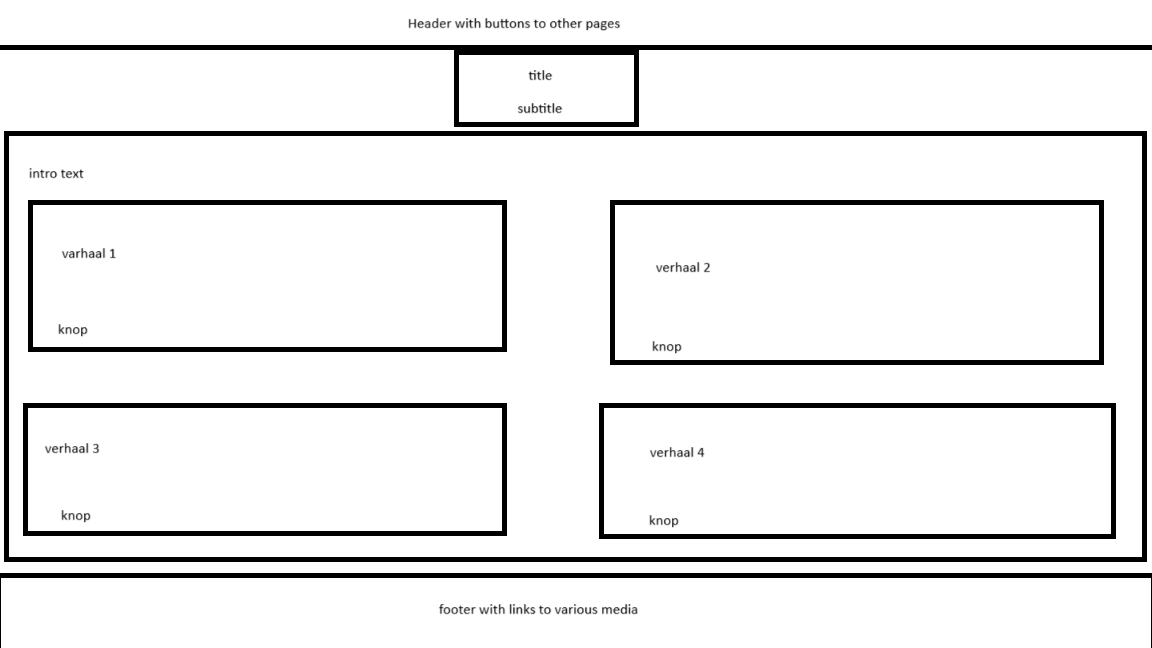 Header with buttons to other pages
title
subtitle
intro text
varhaal 1
knop
verhaal 2
knop
verhaal 3
knop
verhaal 4
knop
footer with links to various media